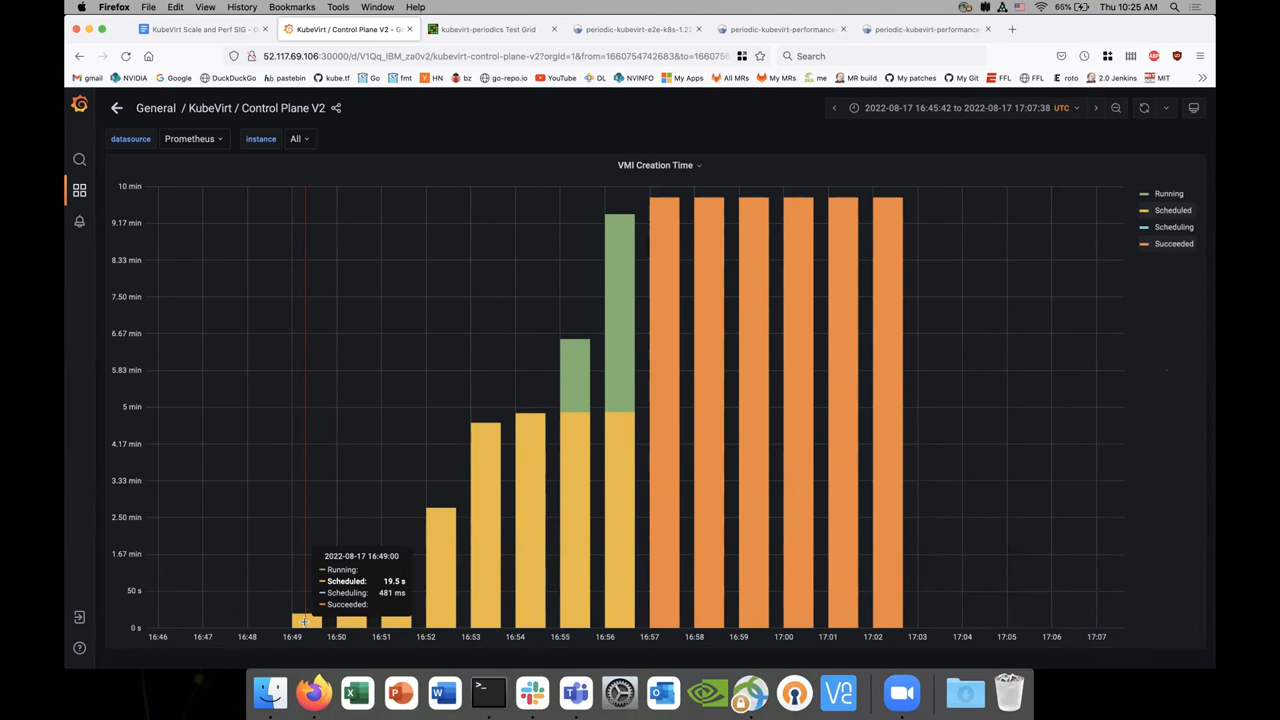 Firefox File Edit View History Bookmarks Tools Window Help 65% Thu 10:25 AM
KubeVirt Scale and Perf SIG - G KubeVirt / Control Plane V2 - G kubevirt-periodics Test Grid periodic-kubevirt-e2e-k8s-1.22 periodic-kubevirt-performance periodic-kubevirt-performance
52.117.69.106:30000/d/V1Qq_IBM_za0v2/kubevirt-control-plane-v2?orgId=1&from=1660754742683&to=16607 Search
gmail NVIDIA Google DuckDuckGo pastebin kube.tf fmt HN bz go-repo.io YouTube DL NVINFO My Apps All MRs My MRs me MR build My patches My Git FFL FFL roto 2.0 Jenkins MIT
General / KubeVirt / Control Plane V2 2022-08-17 16:45:42 to 2022-08-17 17:07:38 UTC
datasource Prometheus instance All
VMI Creation Time
10 min
9.17 min
8.33 min
7.50 min
6.67 min
5.83 min
5 min
4.17 min
3.33 min
2.50 min
1.67 min
50 s
0 s
Running
Scheduled
Scheduling
Succeeded
2022-08-17 16:49:00
Running:
Scheduled: 19.5 s
Scheduling: 481 ms
Succeeded:
16:46 16:47 16:48 16:49 16:50 16:51 16:52 16:53 16:54 16:55 16:56 16:57 16:58 16:59 17:00 17:01 17:02 17:03 17:04 17:05 17:06 17:07